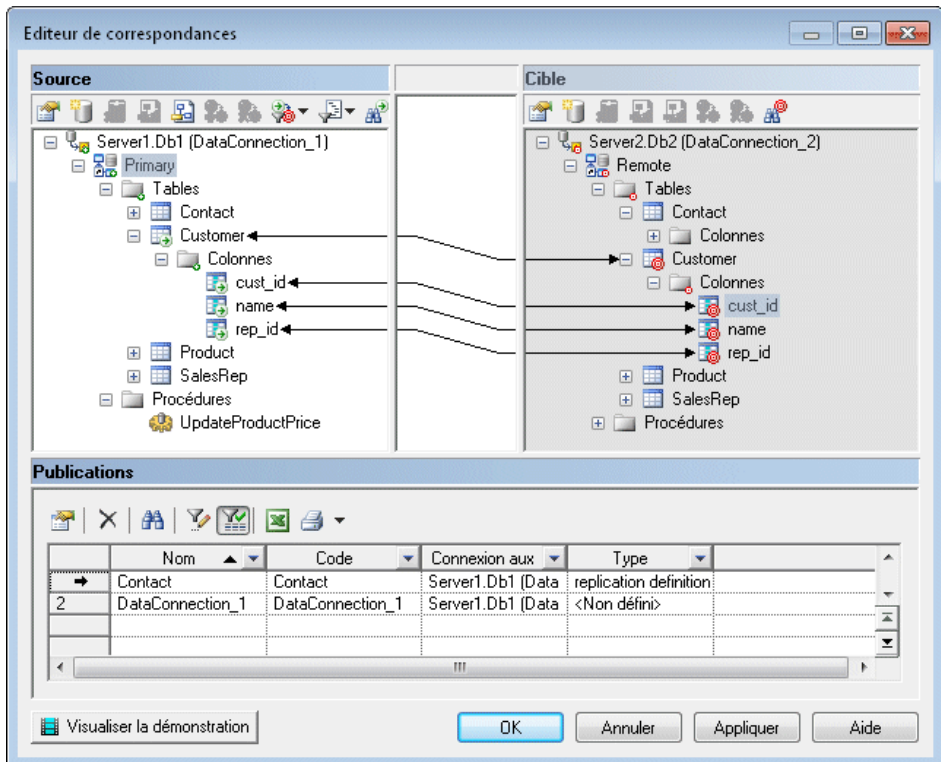 Editeur de correspondances
Source
Cible
Server1.Db1 (DataConnection_1)
Primary
Tables
Contact
Customer
Colonnes
cust_id
name
rep_id
Product
SalesRep
Procédures
UpdateProductPrice
Server2.Db2 (DataConnection_2)
Remote
Tables
Contact
Colonnes
Customer
Colonnes
cust_id
name
rep_id
Product
SalesRep
Procédures
Publications
Nom Code Connexion aux Type
Contact Contact Server1.Db1 (Data replication definition
2 DataConnection_1 DataConnection_1 Server1.Db1 (Data <Non défini>
Visualiser la démonstration OK Annuler Appliquer Aide